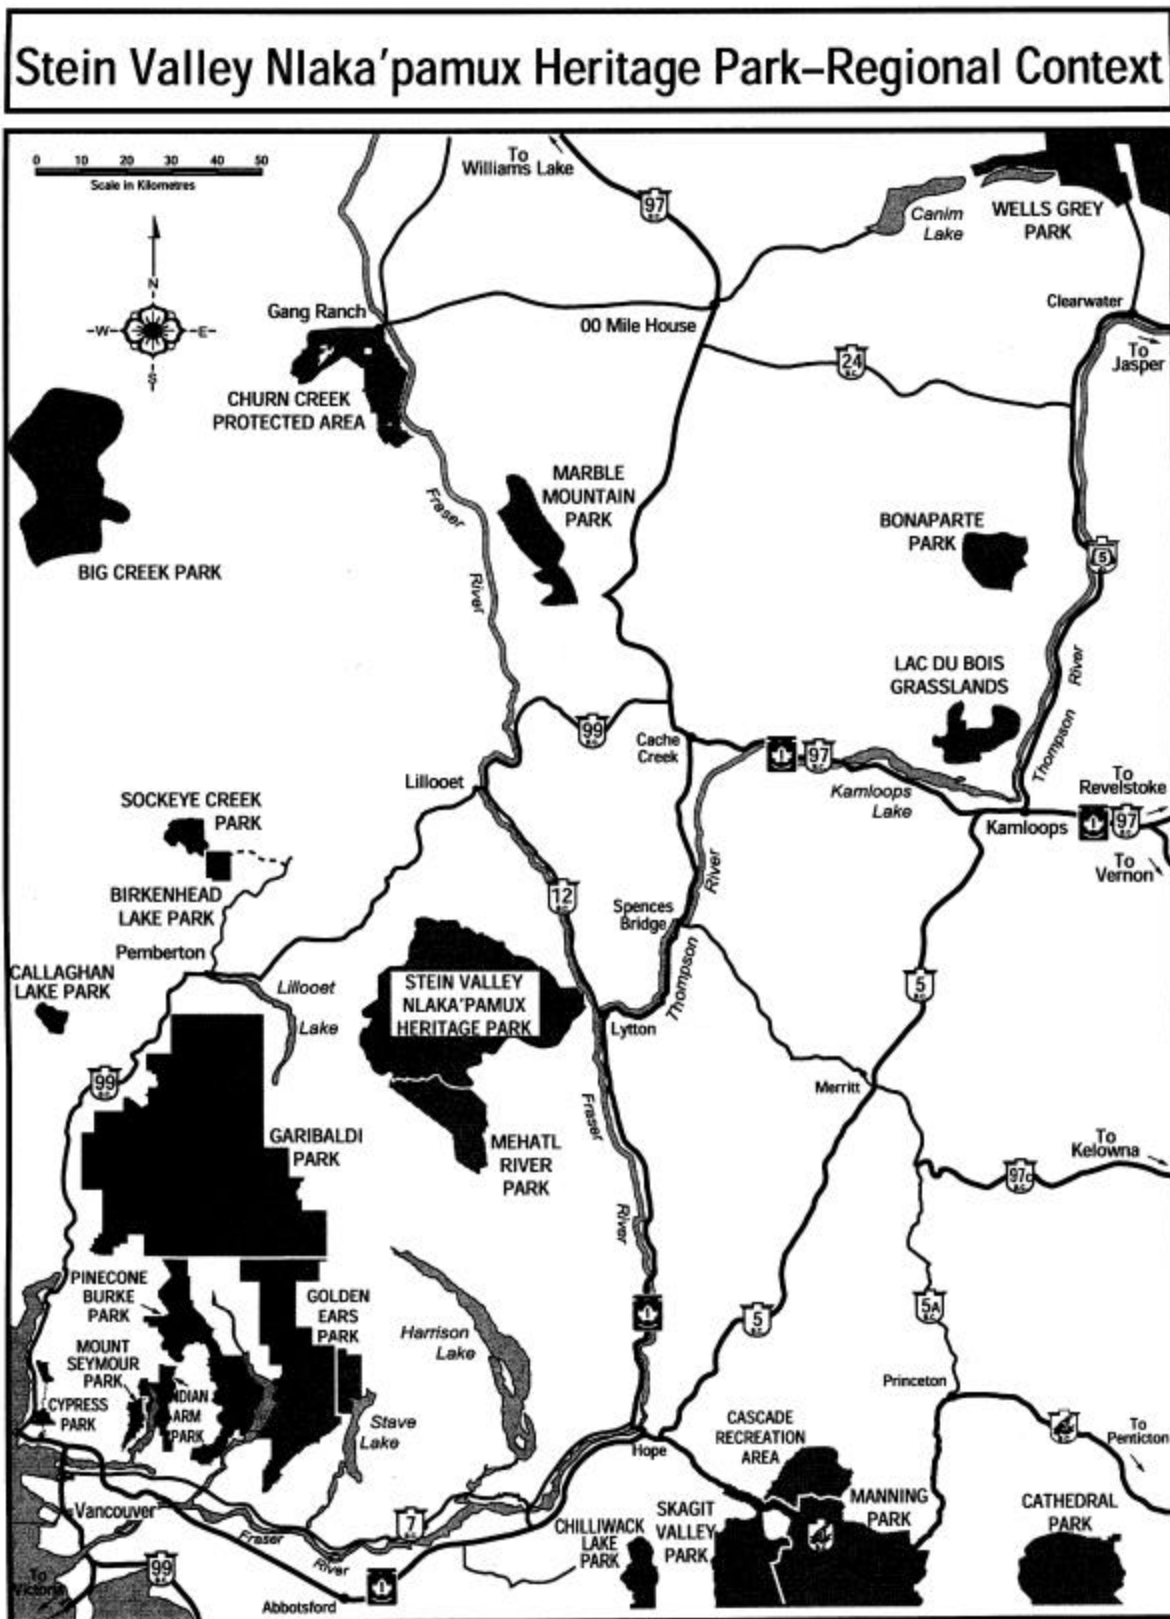 Stein Valley Nlaka'pamux Heritage Park–Regional Context
0 10 20 30 40 50
Scale in Kilometres
N
W E
S
To
Williams Lake
97
B.C.
Canim
Lake
WELLS GREY
PARK
Gang Ranch
00 Mile House
Clearwater
24
B.C.
To
Jasper
CHURN CREEK
PROTECTED AREA
BIG CREEK PARK
Fraser
River
MARBLE
MOUNTAIN
PARK
BONAPARTE
PARK
5
LAC DU BOIS
GRASSLANDS
River
Thompson
99
B.C.
Cache
Creek
1
97
B.C.
Kamloops
Lake
To
Revelstoke
Kamloops
1
97
B.C.
To
Vernon
Lillooet
SOCKEYE CREEK
PARK
BIRKENHEAD
LAKE PARK
12
B.C.
Spences
Bridge
River
Thompson
Pemberton
CALLAGHAN
LAKE PARK
Lillooet
Lake
STEIN VALLEY
NLAKA'PAMUX
HERITAGE PARK
Lytton
5
B.C.
99
B.C.
Merritt
GARIBALDI
PARK
MEHATL
RIVER
PARK
Fraser
River
To
Kelowna
97C
B.C.
PINECONE
BURKE
PARK
GOLDEN
EARS
PARK
Harrison
Lake
1
5
B.C.
5A
B.C.
MOUNT
SEYMOUR
PARK
CYPRESS
PARK
NDIAN
ARM
PARK
Stave
Lake
Princeton
Hope
CASCADE
RECREATION
AREA
To
Penticton
Vancouver
Fraser
River
7
B.C.
CHILLIWACK
LAKE
PARK
SKAGIT
VALLEY
PARK
MANNING
PARK
CATHEDRAL
PARK
To
Victoria
99
B.C.
Abbotsford
1